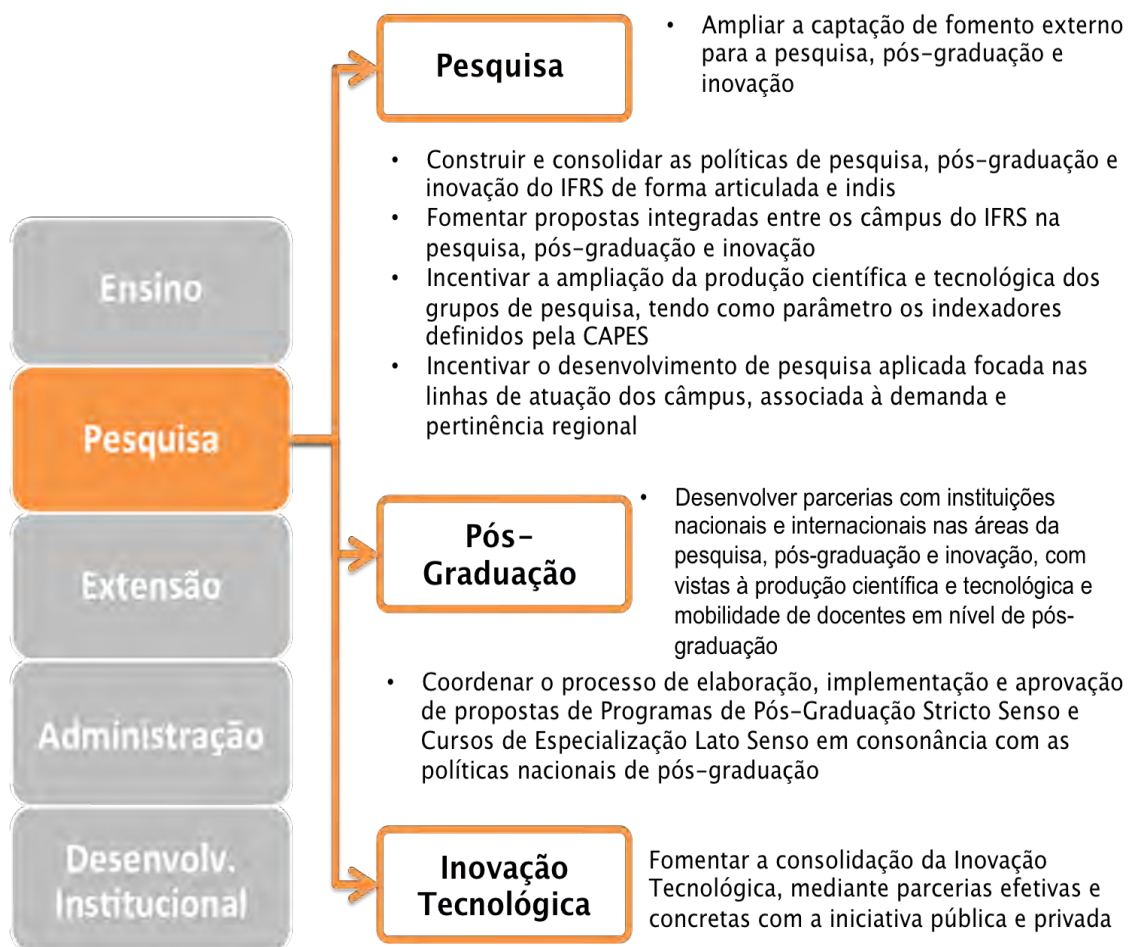 Ensino
Pesquisa
Extensão
Administração
Desenvolv.
Institucional
Pesquisa
• Ampliar a captação de fomento externo
para a pesquisa, pós-graduação e
inovação
• Construir e consolidar as políticas de pesquisa, pós-graduação e
inovação do IFRS de forma articulada e indis
• Fomentar propostas integradas entre os câmpus do IFRS na
pesquisa, pós-graduação e inovação
• Incentivar a ampliação da produção científica e tecnológica dos
grupos de pesquisa, tendo como parâmetro os indexadores
definidos pela CAPES
• Incentivar o desenvolvimento de pesquisa aplicada focada nas
linhas de atuação dos câmpus, associada à demanda e
pertinência regional
Pós-
Graduação
• Desenvolver parcerias com instituições
nacionais e internacionais nas áreas da
pesquisa, pós-graduação e inovação, com
vistas à produção científica e tecnológica e
mobilidade de docentes em nível de pós-
graduação
• Coordenar o processo de elaboração, implementação e aprovação
de propostas de Programas de Pós-Graduação Stricto Senso e
Cursos de Especialização Lato Senso em consonância com as
políticas nacionais de pós-graduação
Inovação
Tecnológica
Fomentar a consolidação da Inovação
Tecnológica, mediante parcerias efetivas e
concretas com a iniciativa pública e privada